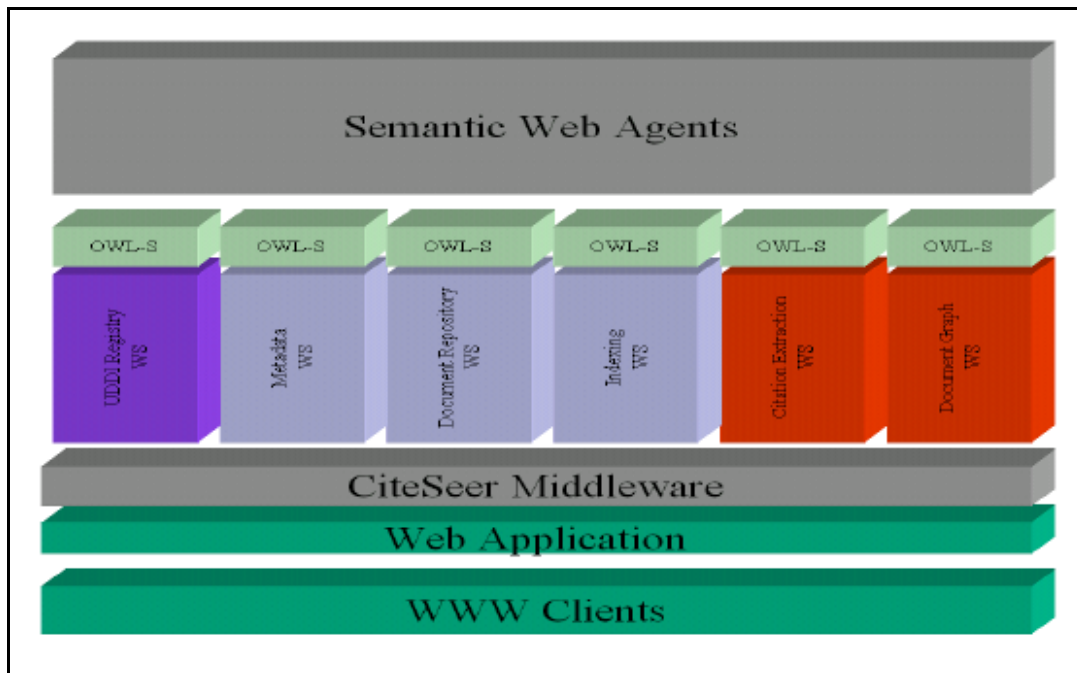 Semantic Web Agents
OWL-S
OWL-S
OWL-S
OWL-S
OWL-S
OWL-S
UDDI Registry
WS
Metadata
WS
Document Repository
WS
Indexing
WS
Citation Extraction
WS
Document Graph
WS
CiteSeer Middleware
Web Application
WWW Clients